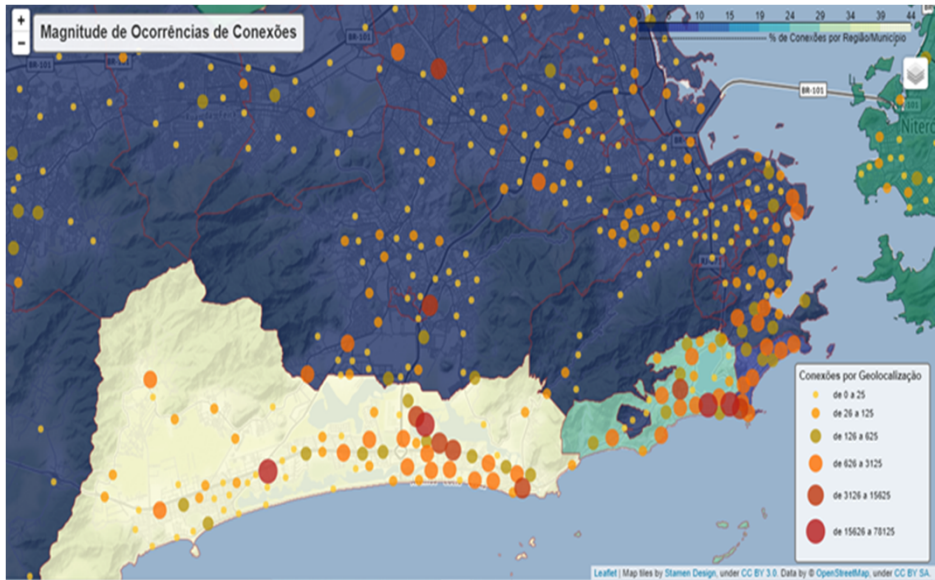 +
−
Magnitude de Ocorrências de Conexões
BR-101
BR-101
10 15 19 24 29 34 39 44
% de Conexões por Região/Município
BR-101
Niteró
Conexões por Geolocalização
de 0 a 25
de 26 a 125
de 126 a 625
de 626 a 3125
de 3126 a 15625
de 15626 a 78125
Leaflet | Map tiles by Stamen Design, under CC BY 3.0. Data by © OpenStreetMap, under CC BY SA.